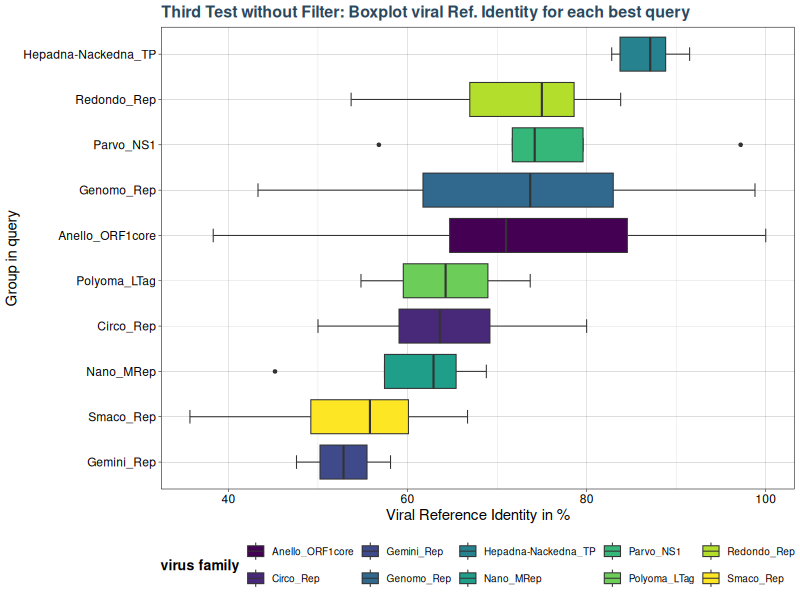 Third Test without Filter: Boxplot viral Ref. Identity for each best query
Group in query
Hepadna-Nackedna_TP
Redondo_Rep
Parvo_NS1
Genomo_Rep
Anello_ORF1core
Polyoma_LTag
Circo_Rep
Nano_MRep
Smaco_Rep
Gemini_Rep
40 60 80 100
Viral Reference Identity in %
virus family
Anello_ORF1core Gemini_Rep Hepadna-Nackedna_TP Parvo_NS1 Redondo_Rep
Circo_Rep Genomo_Rep Nano_MRep Polyoma_LTag Smaco_Rep